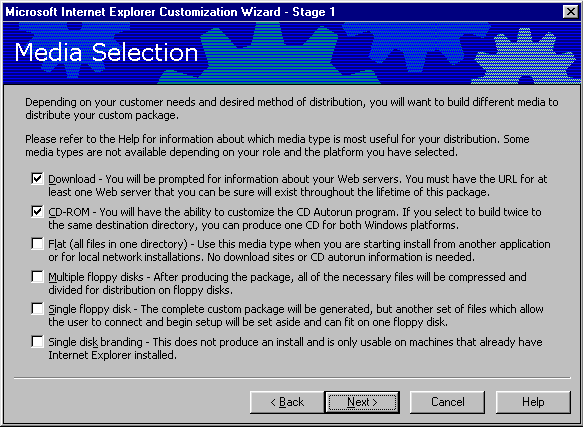 Microsoft Internet Explorer Customization Wizard - Stage 1
Media Selection
Depending on your customer needs and desired method of distribution, you will want to build different media to
distribute your custom package.
Please refer to the Help for information about which media type is most useful for your distribution. Some
media types are not available depending on your role and the platform you have selected.
Download - You will be prompted for information about your Web servers. You must have the URL for at
least one Web server that you can be sure will exist throughout the lifetime of this package.
CD-ROM - You will have the ability to customize the CD Autorun program. If you select to build twice to
the same destination directory, you can produce one CD for both Windows platforms.
Flat (all files in one directory) - Use this media type when you are starting install from another application
or for local network installations. No download sites or CD autorun information is needed.
Multiple floppy disks - After producing the package, all of the necessary files will be compressed and
divided for distribution on floppy disks.
Single floppy disk - The complete custom package will be generated, but another set of files which allow
the user to connect and begin setup will be set aside and can fit on one floppy disk.
Single disk branding - This does not produce an install and is only usable on machines that already have
Internet Explorer installed.
< Back
Next >
Cancel
Help